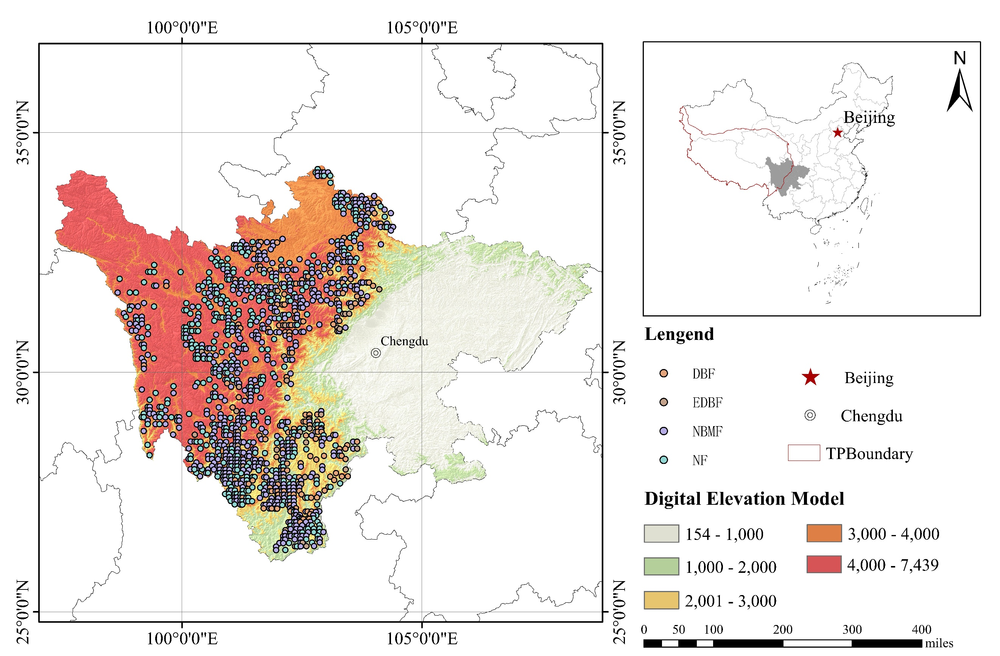 100°0'0"E
105°0'0"E
35°0'0"N
30°0'0"N
25°0'0"N
35°0'0"N
30°0'0"N
25°0'0"N
Chengdu
100°0'0"E
105°0'0"E
N
Beijing
Lengend
DBF
EDBF
NBMF
NF
Beijing
Chengdu
TPBoundary
Digital Elevation Model
154 - 1,000
1,000 - 2,000
2,001 - 3,000
3,000 - 4,000
4,000 - 7,439
0 50 100 200 300 400
miles